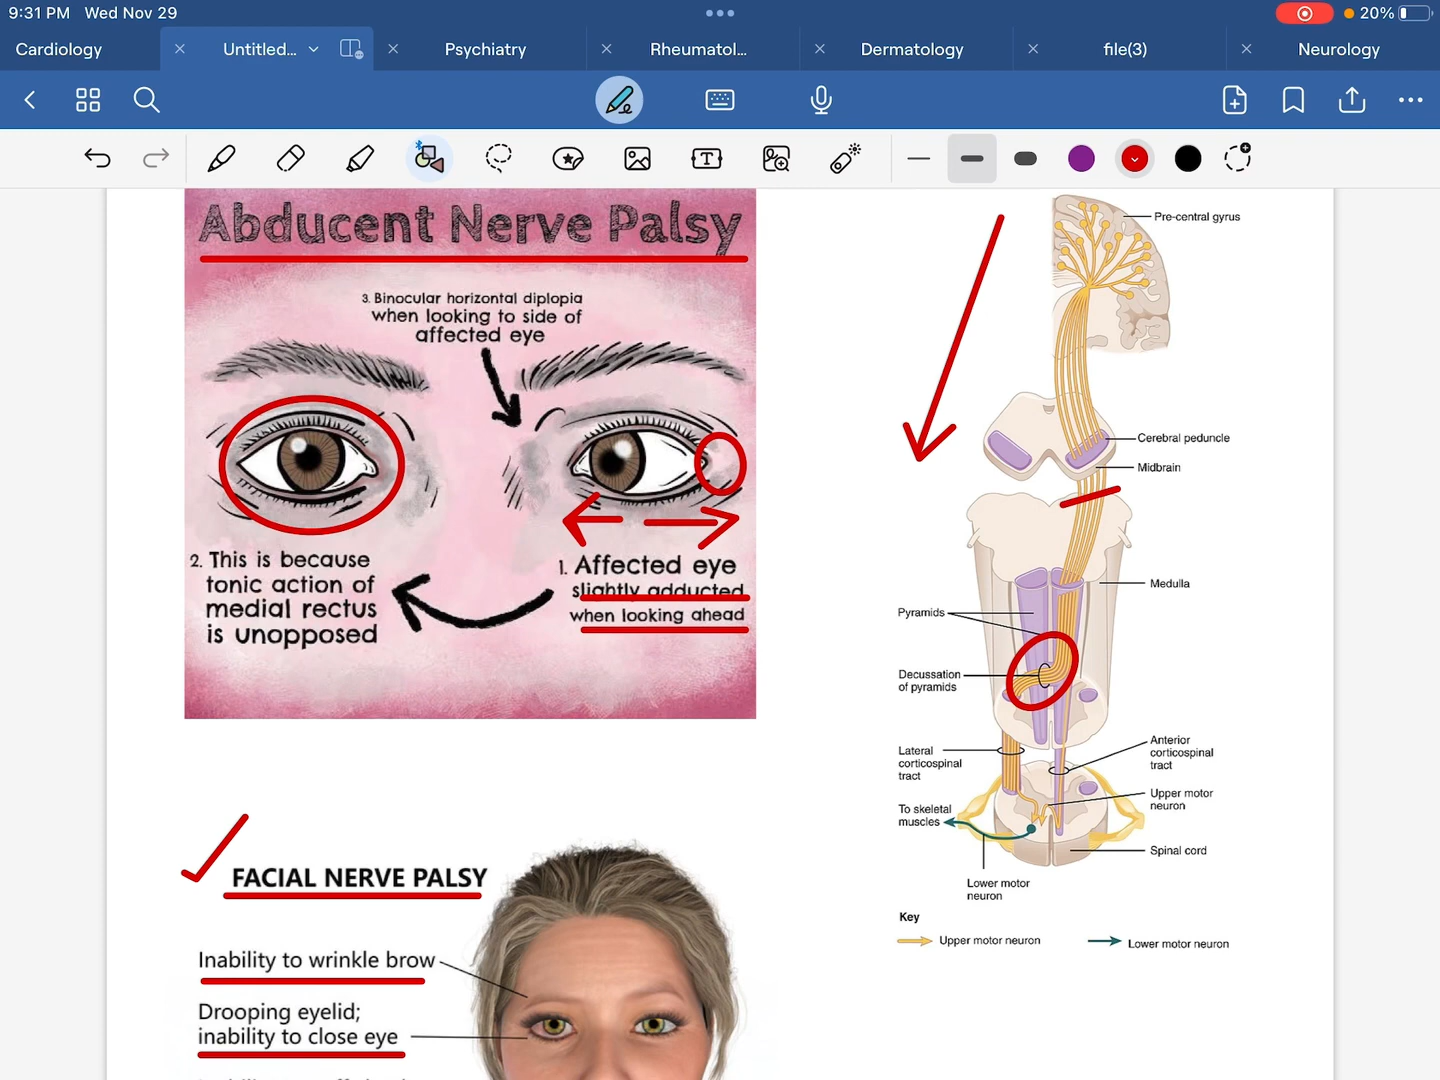 9:31 PM Wed Nov 29
20%
Cardiology
Untitled...
Psychiatry
Rheumatol...
Dermatology
file(3)
Neurology
Abducent Nerve Palsy
3. Binocular horizontal diplopia
when looking to side of
affected eye
2. This is because
tonic action of
medial rectus
is unopposed
1. Affected eye
slightly adducted
when looking ahead
FACIAL NERVE PALSY
Inability to wrinkle brow
Drooping eyelid;
inability to close eye
Pre-central gyrus
Cerebral peduncle
Midbrain
Medulla
Pyramids
Decussation
of pyramids
Lateral
corticospinal
tract
Anterior
corticospinal
tract
Upper motor
neuron
To skeletal
muscles
Spinal cord
Lower motor
neuron
Key
Upper motor neuron
Lower motor neuron